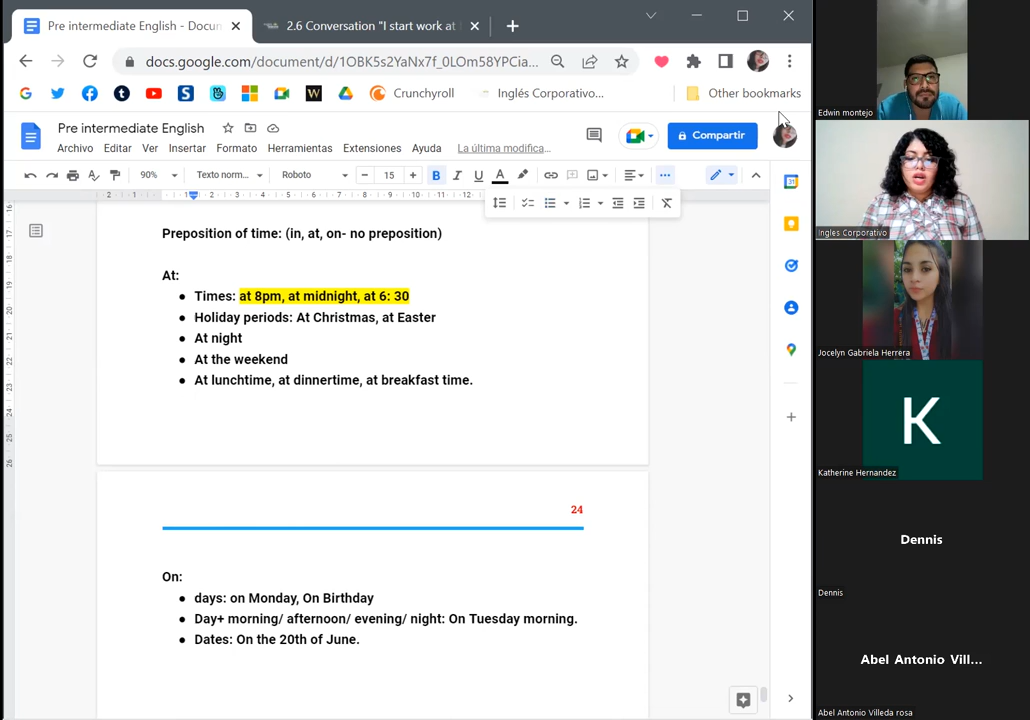 Pre intermediate English - Docum
2.6 Conversation "I start work at
docs.google.com/document/d/1OBK5s2YaNx7f_0LOm58YPCia...
Crunchyroll
Inglés Corporativo...
Other bookmarks
Pre intermediate English
Archivo Editar Ver Insertar Formato Herramientas Extensiones Ayuda La última modifica...
Compartir
90% Texto norm... Roboto 15
Preposition of time: (in, at, on- no preposition)
At:
● Times: at 8pm, at midnight, at 6: 30
● Holiday periods: At Christmas, at Easter
● At night
● At the weekend
● At lunchtime, at dinnertime, at breakfast time.
24
On:
● days: on Monday, On Birthday
● Day+ morning/ afternoon/ evening/ night: On Tuesday morning.
● Dates: On the 20th of June.
Edwin montejo
Ingles Corporativo
Jocelyn Gabriela Herrera
K
Katherine Hernandez
Dennis
Dennis
Abel Antonio Vill...
Abel Antonio Villeda rosa